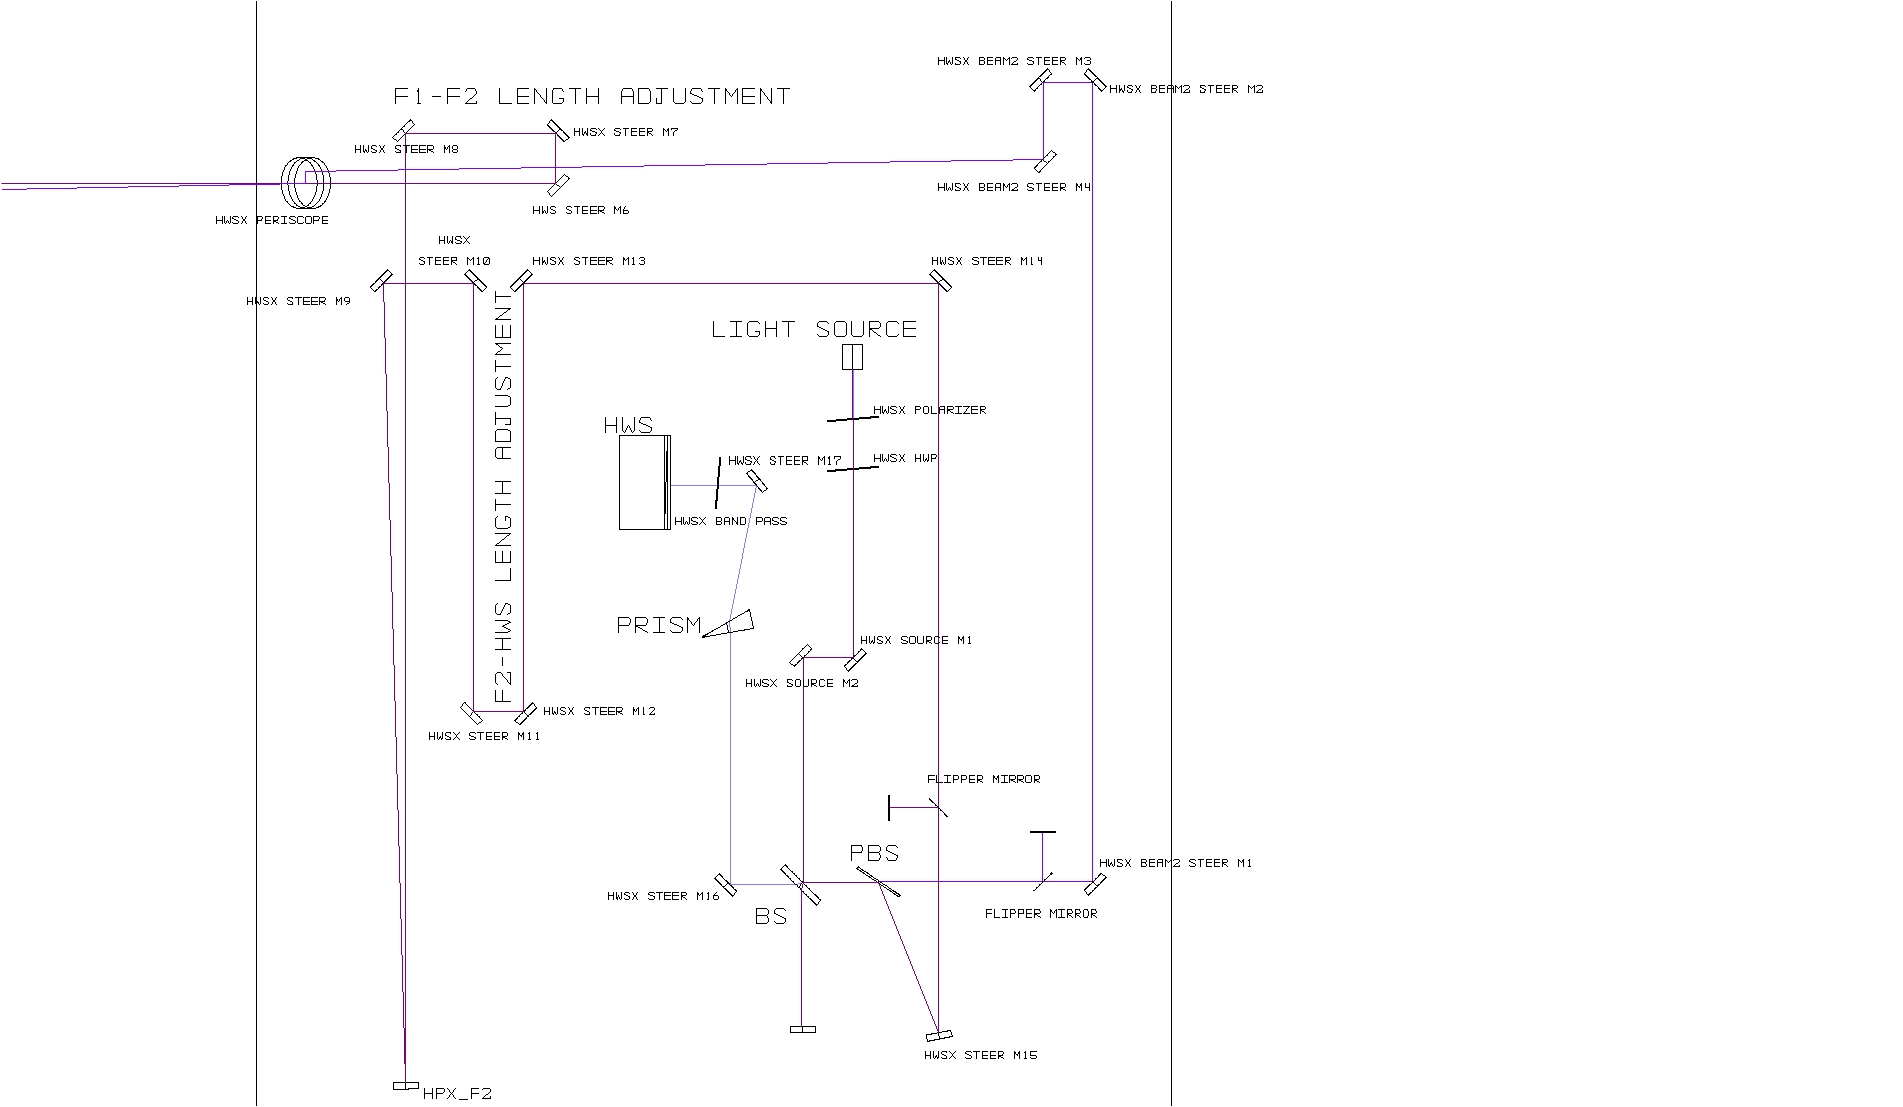 HWSX BEAM2 STEER M3
HWSX BEAM2 STEER M2
F1-F2 LENGTH ADJUSTMENT
HWSX STEER M7
HWSX STEER M8
HWSX BEAM2 STEER M4
HWS STEER M6
HWSX PERISCOPE
HWSX
STEER M10
HWSX STEER M13
HWSX STEER M14
HWSX STEER M9
F2-HWS LENGTH ADJUSTMENT
LIGHT SOURCE
HWSX POLARIZER
HWS
HWSX STEER M17
HWSX HWP
HWSX BAND PASS
PRISM
HWSX SOURCE M1
HWSX SOURCE M2
HWSX STEER M12
HWSX STEER M11
FLIPPER MIRROR
PBS
HWSX BEAM2 STEER M1
HWSX STEER M16
BS
FLIPPER MIRROR
HWSX STEER M15
HPX_F2